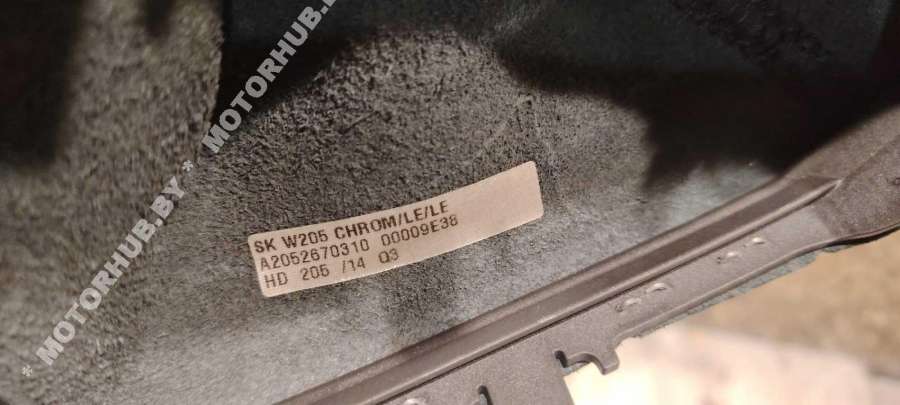 SK W205 CHROM/LE/LE
A2052670310 00009E38
HD 205 /14 Q3
* MOTORHUB.BY * MOTORHUB.BY